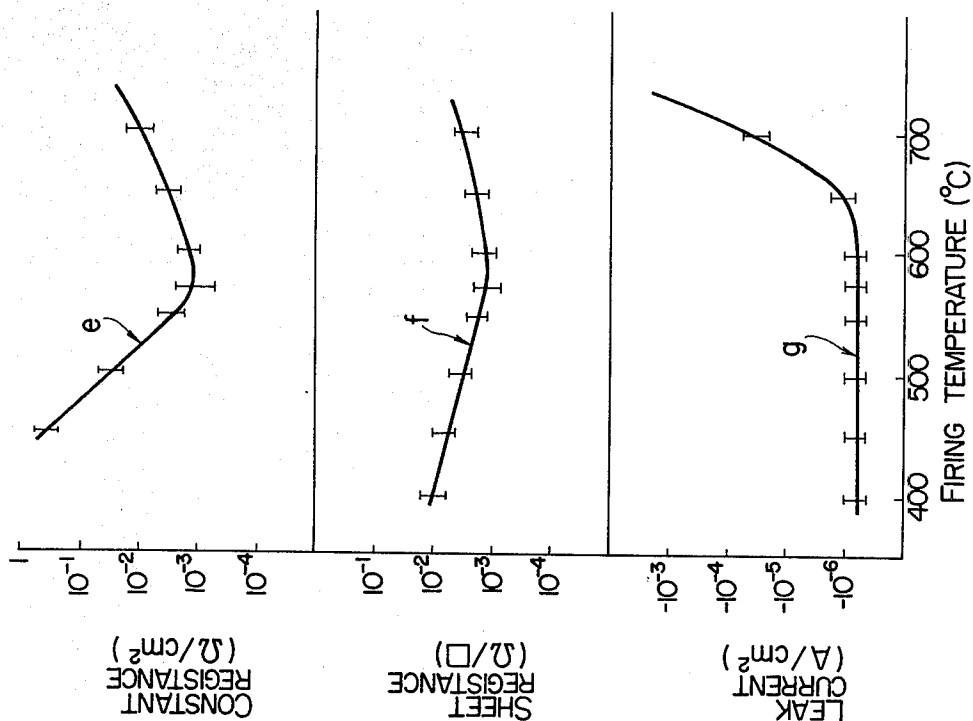 CONSTANT
REGISTANCE
(Ω/cm²)
1
10⁻¹
10⁻²
10⁻³
10⁻⁴
e
SHEET
REGISTANCE
(Ω/□)
10⁻¹
10⁻²
10⁻³
10⁻⁴
f
LEAK
CURRENT
(A/cm²)
-10⁻³
-10⁻⁴
-10⁻⁵
-10⁻⁶
g
400 500 600 700
FIRING TEMPERATURE (°C)